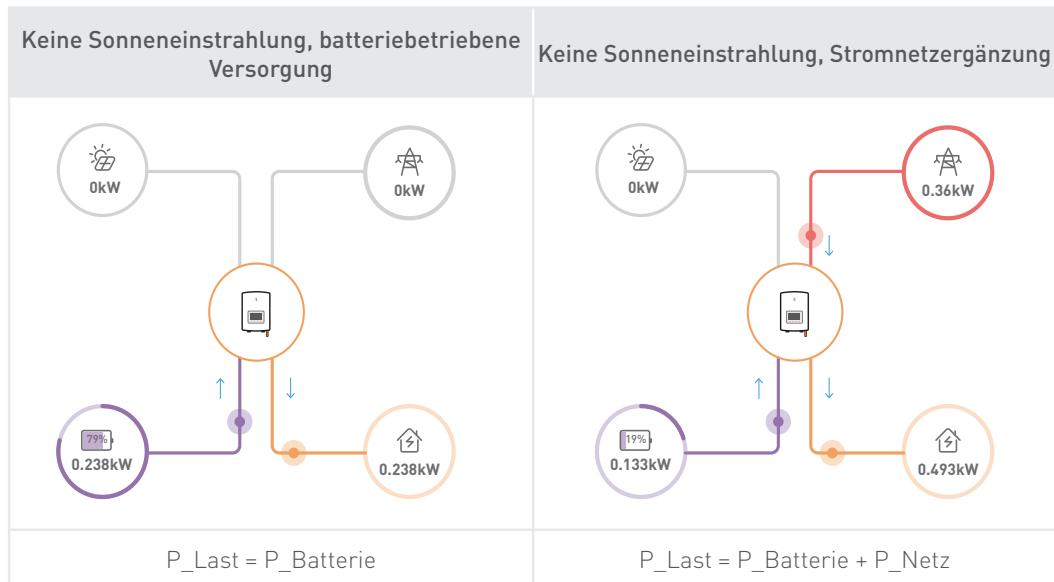 Keine Sonneneinstrahlung, batteriebetriebene
Versorgung
Keine Sonneneinstrahlung, Stromnetzergänzung
0kW
0kW
79%
0.238kW
0.238kW
0kW
0.36kW
19%
0.133kW
0.493kW
P_Last = P_Batterie
P_Last = P_Batterie + P_Netz